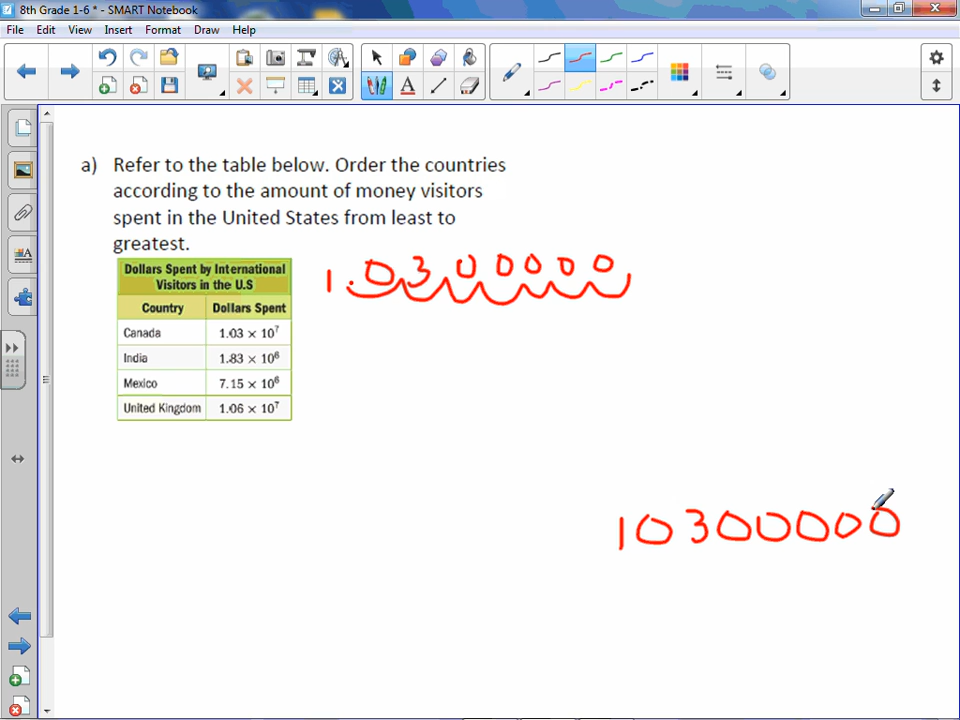 8th Grade 1-6 * - SMART Notebook
File Edit View Insert Format Draw Help
a) Refer to the table below. Order the countries
according to the amount of money visitors
spent in the United States from least to
greatest.
Dollars Spent by International
Visitors in the U.S
Country Dollars Spent
Canada 1.03 × 10⁷
India 1.83 × 10⁶
Mexico 7.15 × 10⁶
United Kingdom 1.06 × 10⁷
1.0300000
10300000